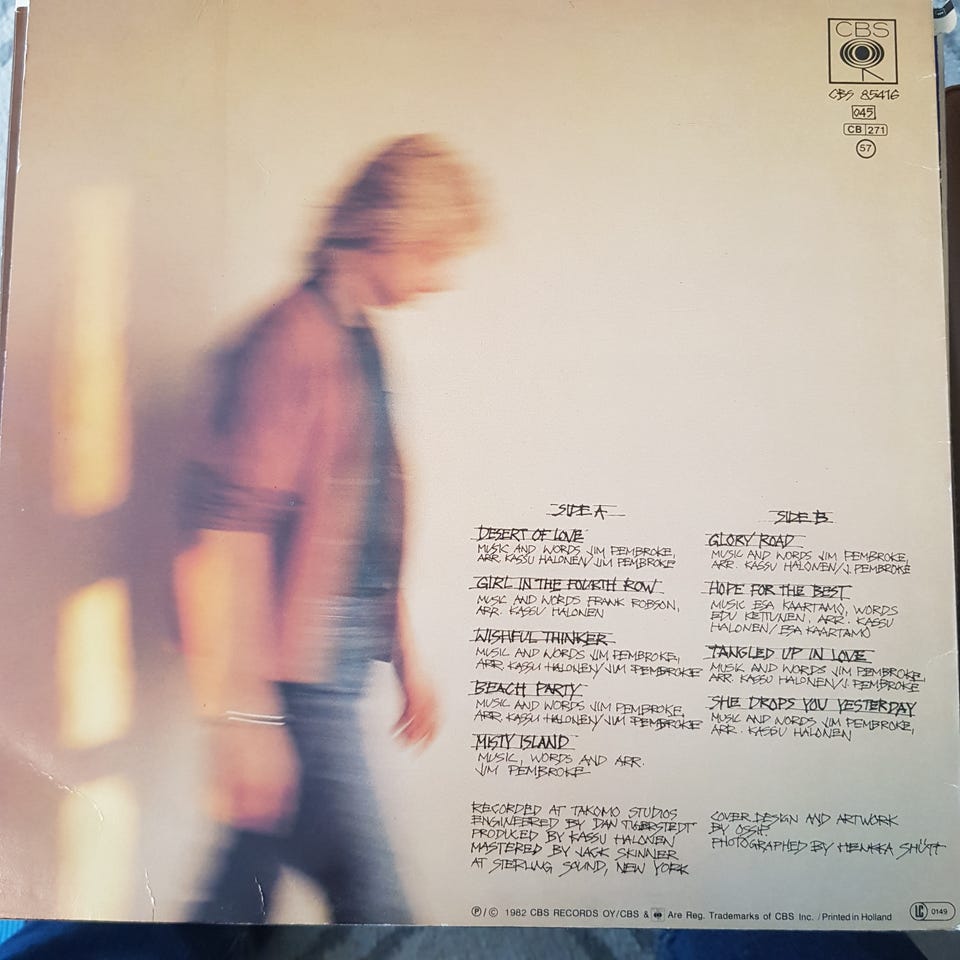 CBS
CBS 85416
045
CB 271
57
SIDE A
DESERT OF LOVE
MUSIC AND WORDS JIM PEMBROKE,
ARR. KASSU HALONEN/JIM PEMBROKE
GIRL IN THE FOURTH ROW
MUSIC AND WORDS FRANK ROBSON,
ARR. KASSU HALONEN
WISHFUL THINKER
MUSIC AND WORDS JIM PEMBROKE,
ARR. KASSU HALONEN/JIM PEMBROKE
BEACH PARTY
MUSIC AND WORDS JIM PEMBROKE,
ARR. KASSU HALONEN/JIM PEMBROKE
MISTY ISLAND
MUSIC, WORDS AND ARR.
JIM PEMBROKE
SIDE B
GLORY ROAD
MUSIC AND WORDS JIM PEMBROKE,
ARR. KASSU HALONEN/J. PEMBROKE
HOPE FOR THE BEST
MUSIC ESA KAARTAMO, WORDS
EDU KETTUNEN, ARR. KASSU
HALONEN/ESA KAARTAMO
TANGLED UP IN LOVE
MUSIC AND WORDS JIM PEMBROKE,
ARR. KASSU HALONEN/J. PEMBROKE
SHE DROPS YOU YESTERDAY
MUSIC AND WORDS JIM PEMBROKE,
ARR. KASSU HALONEN
RECORDED AT TAKOMO STUDIOS
ENGINEERED BY DAN TIGERSTEDT
PRODUCED BY KASSU HALONEN
MASTERED BY JACK SKINNER
AT STERLING SOUND, NEW YORK
COVER DESIGN AND ARTWORK
BY OSSIP
PHOTOGRAPHED BY HENKKA
℗/© 1982 CBS RECORDS OY/CBS & Are Reg. Trademarks of CBS Inc. / Printed in Holland
LC 0149